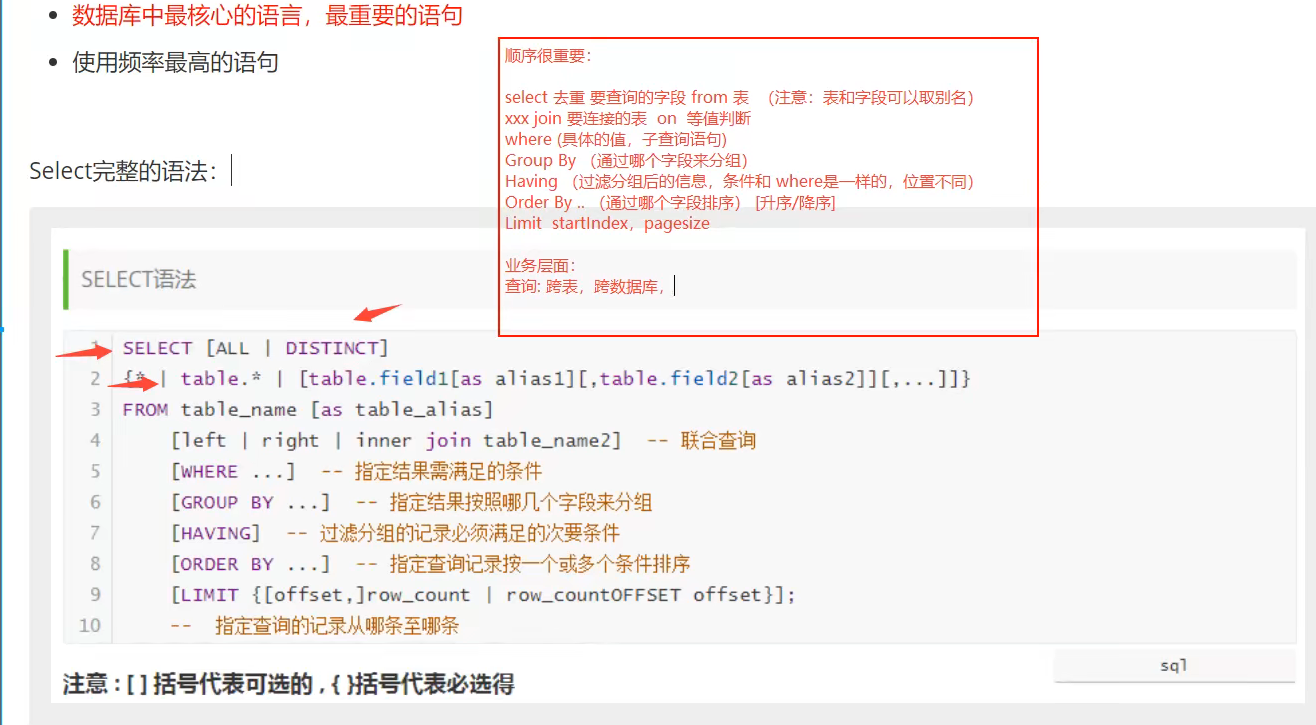 数据库中最核心的语言，最重要的语句
使用频率最高的语句
顺序很重要：
select 去重 要查询的字段 from 表 （注意：表和字段可以取别名）
xxx join 要连接的表 on 等值判断
where (具体的值，子查询语句)
Group By （通过哪个字段来分组）
Having （过滤分组后的信息，条件和 where是一样的，位置不同）
Order By .. （通过哪个字段排序） [升序/降序]
Limit startIndex，pagesize
业务层面：
查询: 跨表，跨数据库，
Select完整的语法：
SELECT语法
1 SELECT [ALL | DISTINCT]
2 {* | table.* | [table.field1[as alias1][,table.field2[as alias2]][,...]]}
3 FROM table_name [as table_alias]
4 [left | right | inner join table_name2] -- 联合查询
5 [WHERE ...] -- 指定结果需满足的条件
6 [GROUP BY ...] -- 指定结果按照哪几个字段来分组
7 [HAVING] -- 过滤分组的记录必须满足的次要条件
8 [ORDER BY ...] -- 指定查询记录按一个或多个条件排序
9 [LIMIT {[offset,]row_count | row_countOFFSET offset}];
10 -- 指定查询的记录从哪条至哪条
sql
注意 : [ ] 括号代表可选的 , { }括号代表必选得